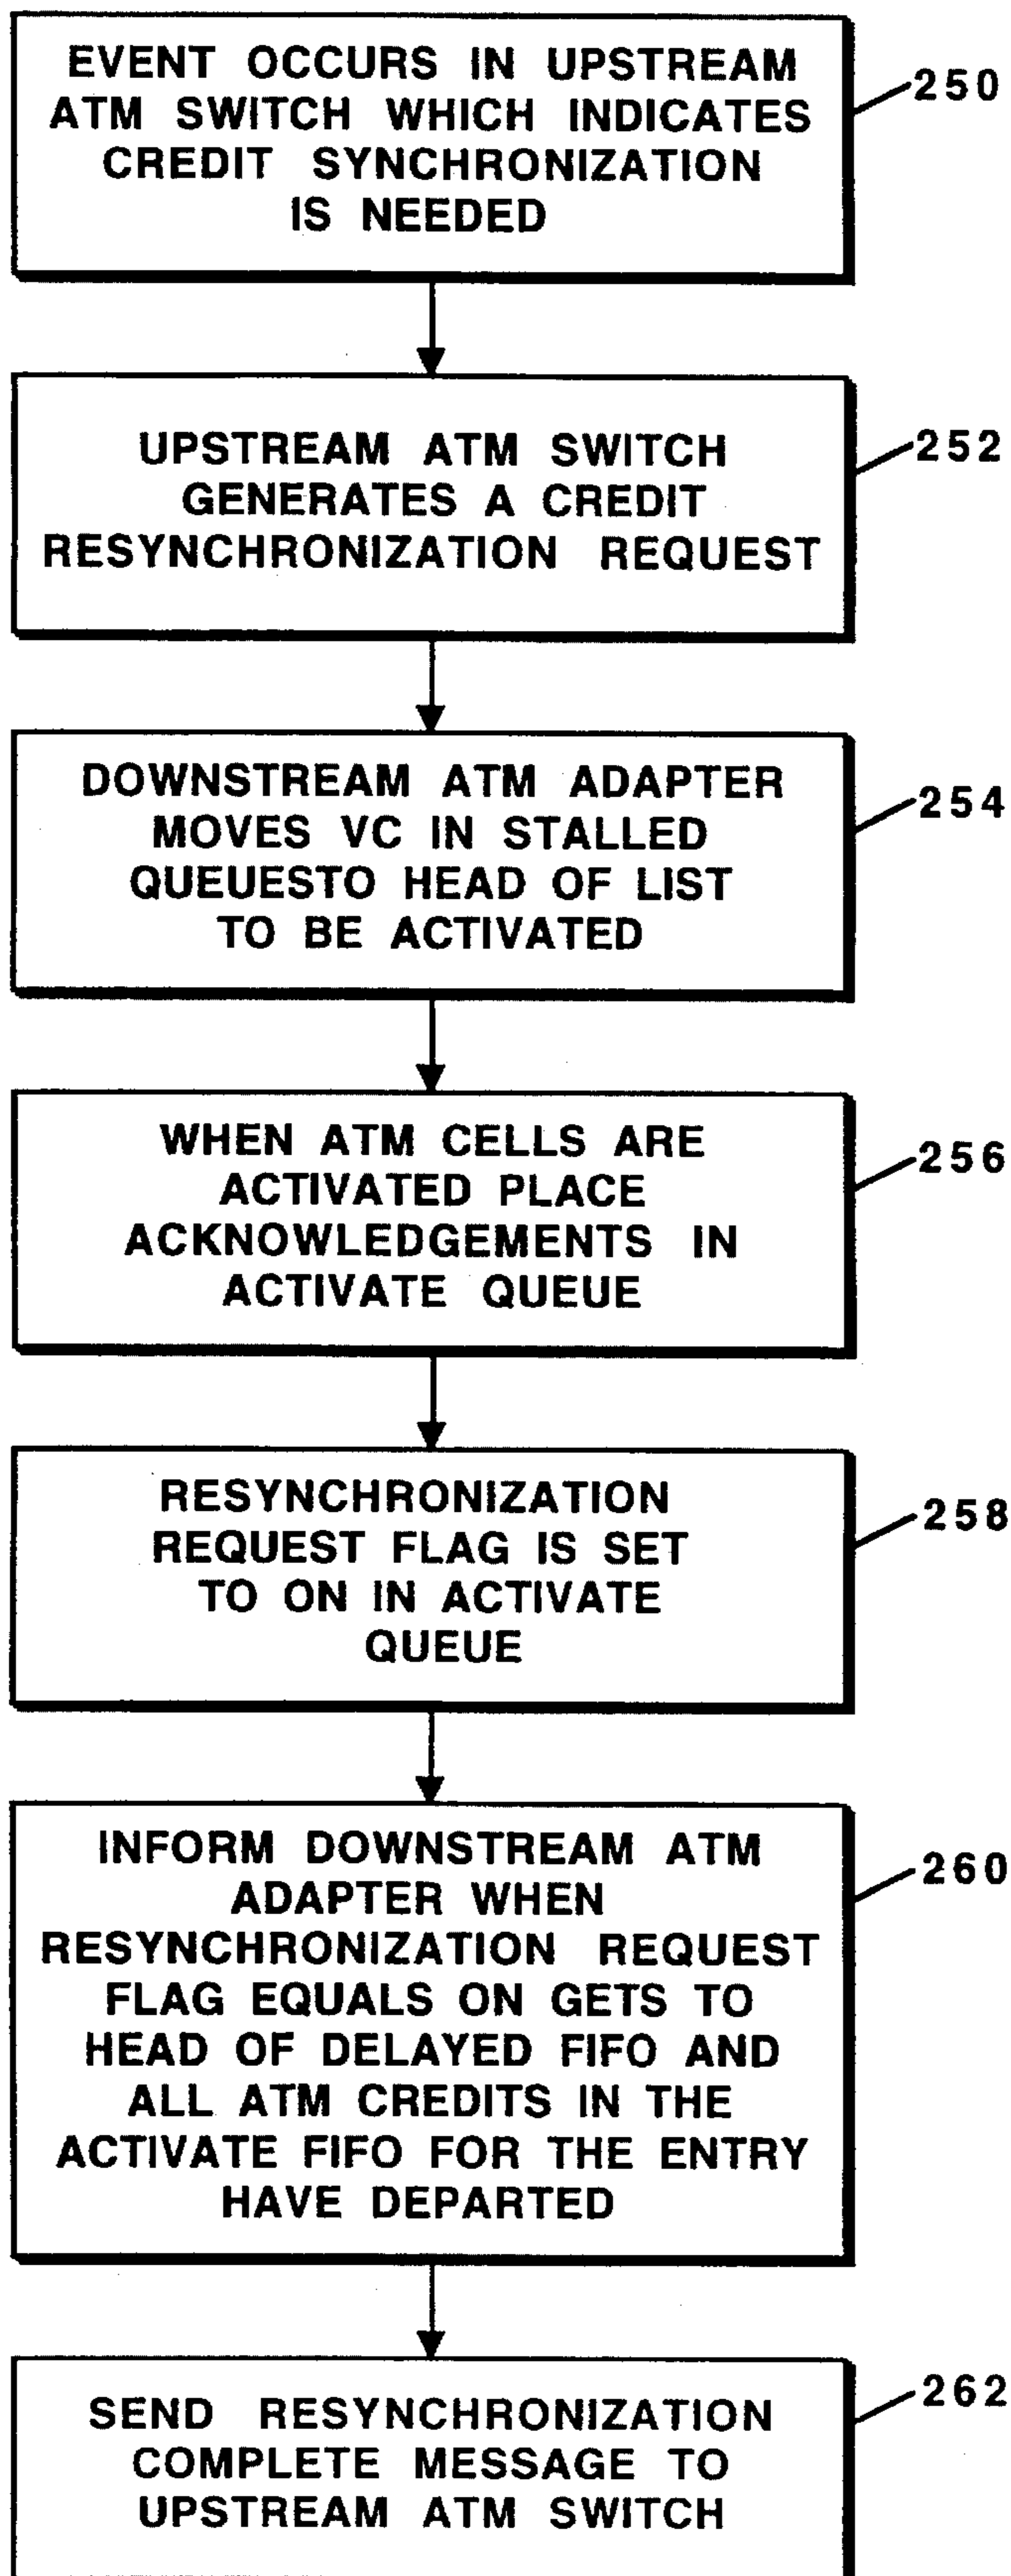 EVENT OCCURS IN UPSTREAM
ATM SWITCH WHICH INDICATES
CREDIT SYNCHRONIZATION
IS NEEDED
250
UPSTREAM ATM SWITCH
GENERATES A CREDIT
RESYNCHRONIZATION REQUEST
252
DOWNSTREAM ATM ADAPTER
MOVES VC IN STALLED
QUEUESTO HEAD OF LIST
TO BE ACTIVATED
254
WHEN ATM CELLS ARE
ACTIVATED PLACE
ACKNOWLEDGEMENTS IN
ACTIVATE QUEUE
256
RESYNCHRONIZATION
REQUEST FLAG IS SET
TO ON IN ACTIVATE
QUEUE
258
INFORM DOWNSTREAM ATM
ADAPTER WHEN
RESYNCHRONIZATION REQUEST
FLAG EQUALS ON GETS TO
HEAD OF DELAYED FIFO AND
ALL ATM CREDITS IN THE
ACTIVATE FIFO FOR THE ENTRY
HAVE DEPARTED
260
SEND RESYNCHRONIZATION
COMPLETE MESSAGE TO
UPSTREAM ATM SWITCH
262